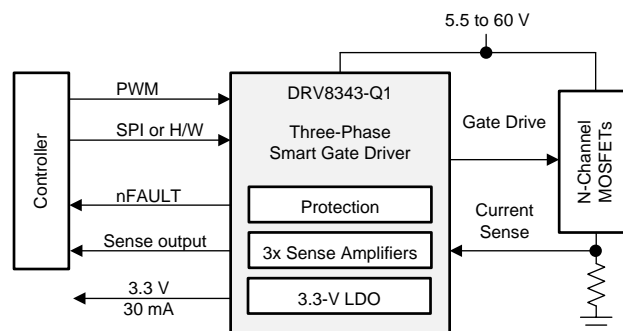 5.5 to 60 V
Controller
PWM
SPI or H/W
nFAULT
Sense output
3.3 V
30 mA
DRV8343-Q1
Three-Phase
Smart Gate Driver
Protection
3x Sense Amplifiers
3.3-V LDO
Gate Drive
Current
Sense
N-Channel
MOSFETs